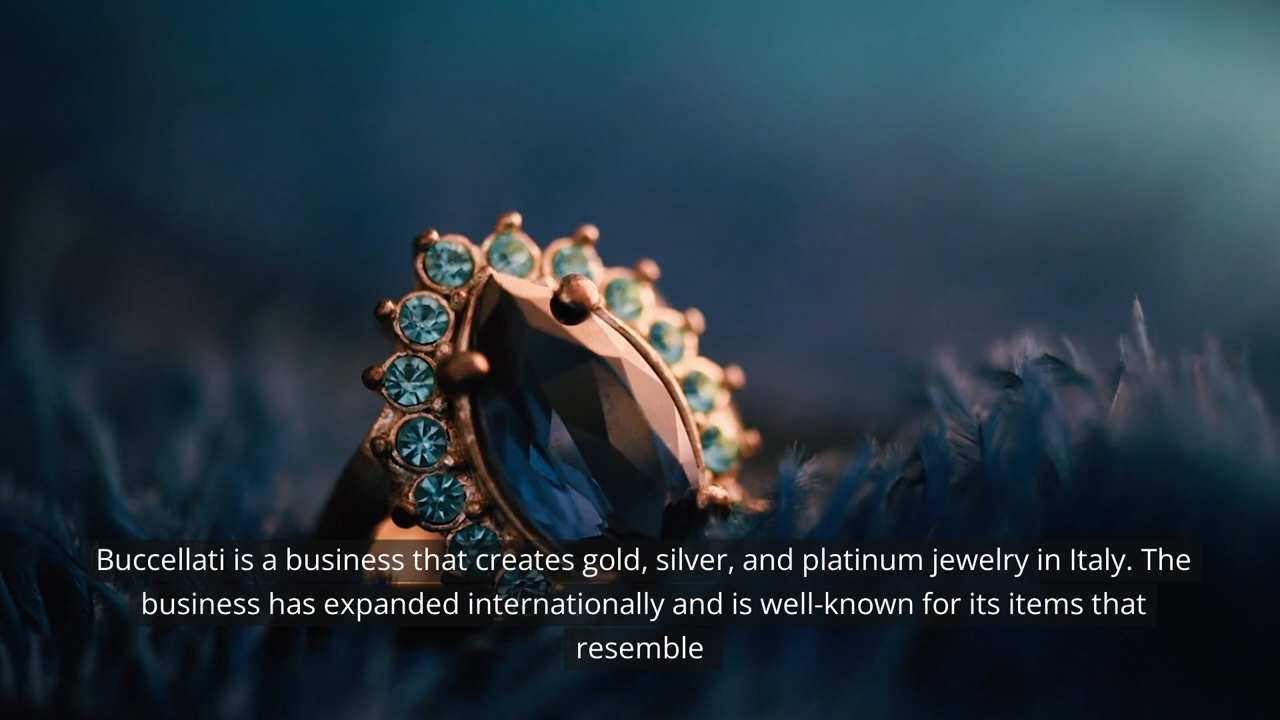 Buccellati is a business that creates gold, silver, and platinum jewelry in Italy. The
business has expanded internationally and is well-known for its items that
resemble